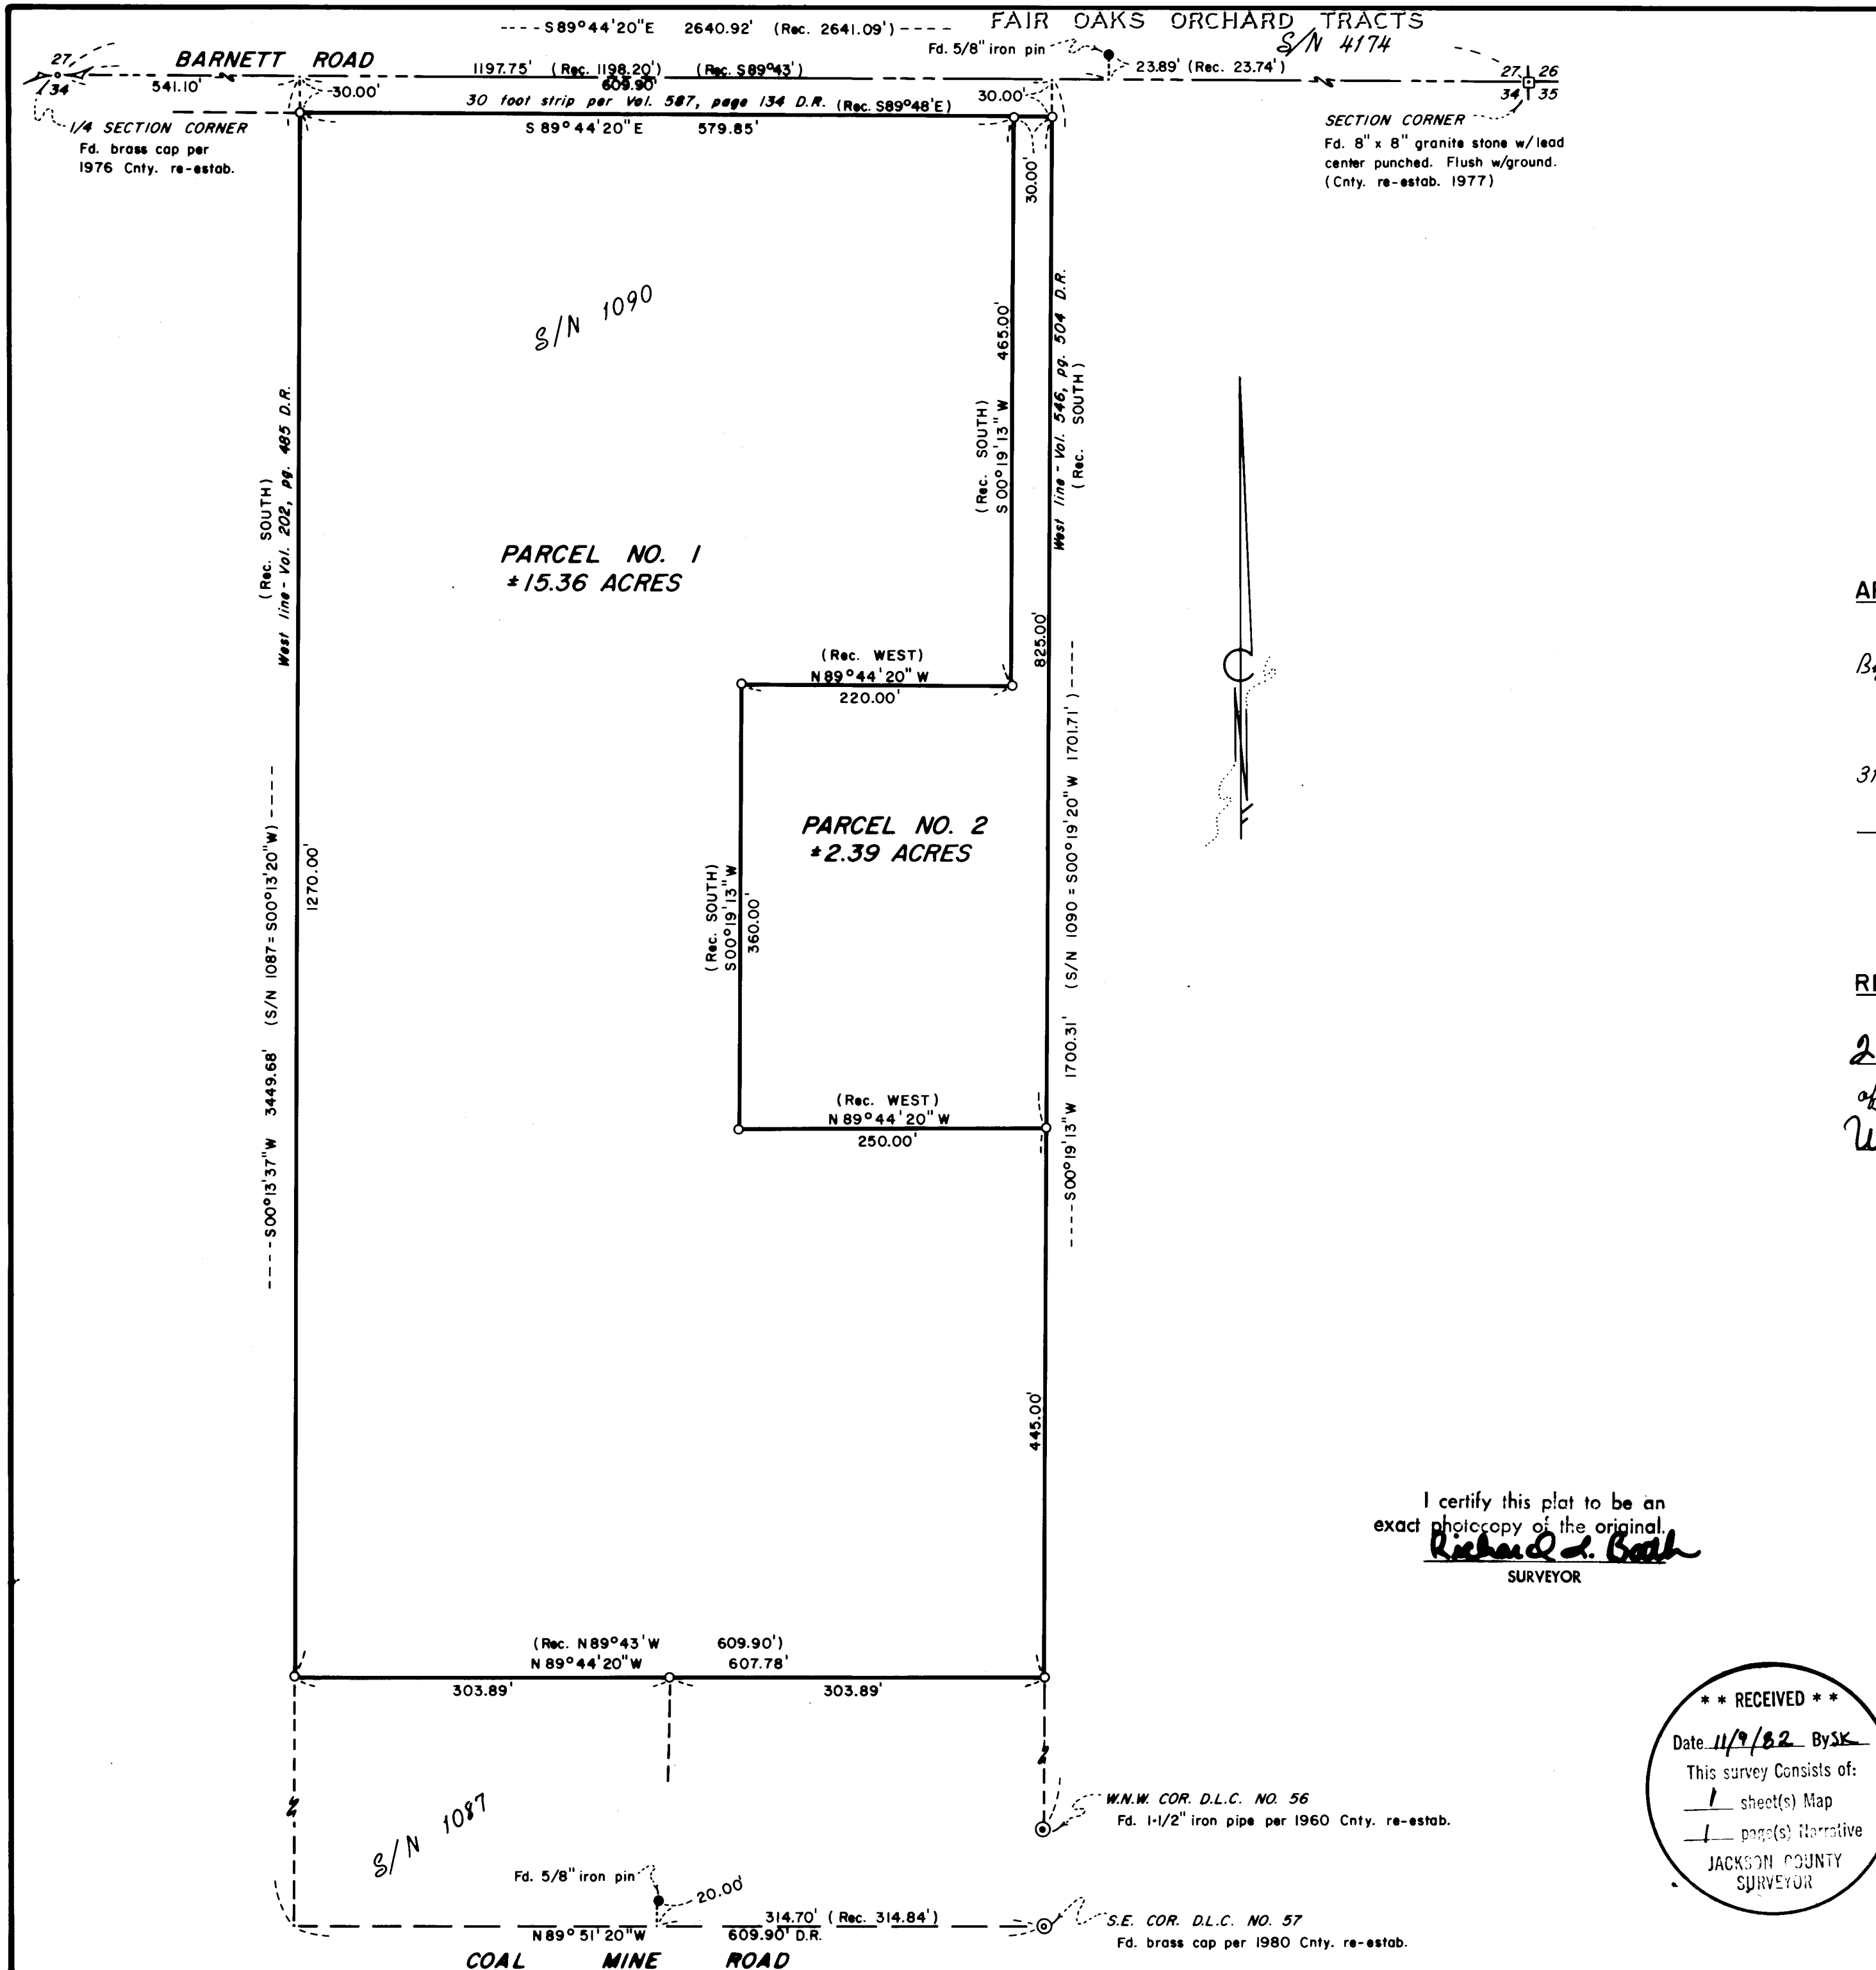 ----S89°44'20"E 2640.92' (Rec. 2641.09')----
FAIR OAKS ORCHARD TRACTS
S/N 4174
Fd. 5/8" iron pin
BARNETT ROAD
27
34
541.10'
30.00'
1197.75' (Rec. 1198.20') (Rec. S89°43')
609.90'
23.89' (Rec. 23.74')
27 26
34 35
30 foot strip per Vol. 587, page 134 D.R. (Rec. S89°48'E)
30.00'
S 89°44'20"E 579.85'
1/4 SECTION CORNER
Fd. brass cap per
1976 Cnty. re-estab.
SECTION CORNER
Fd. 8" x 8" granite stone w/lead
center punched. Flush w/ground.
(Cnty. re-estab. 1977)
30.00'
S/N 1090
(Rec. SOUTH)
West line - Vol. 202, pg. 485 D.R.
465.00'
(Rec. SOUTH)
S 00°19'13" W
West line - Vol. 546, pg. 504 D.R.
(Rec. SOUTH)
PARCEL NO. 1
±15.36 ACRES
825.00'
(Rec. WEST)
N 89°44'20" W
220.00'
PARCEL NO. 2
±2.39 ACRES
(Rec. SOUTH)
S 00°19'13" W
360.00'
1270.00'
-----S00°13'37"W 3449.68' (S/N 1087= S00°13'20"W)-----
-----S00°19'13"W 1700.31' (S/N 1090 = S00°19'20"W 1701.71')-----
(Rec. WEST)
N 89°44'20" W
250.00'
445.00'
RE
2
of
I certify this plat to be an
exact photocopy of the original.
Richard L. Booth
SURVEYOR
(Rec. N89°43'W 609.90')
N 89°44'20"W 607.78'
303.89' 303.89'
* * RECEIVED * *
Date 11/9/82 By SK
This survey Consists of:
1 sheet(s) Map
1 page(s) Narrative
JACKSON COUNTY
SURVEYOR
S/N 1087
W.N.W. COR. D.L.C. NO. 56
Fd. 1-1/2" iron pipe per 1960 Cnty. re-estab.
Fd. 5/8" iron pin
20.00'
314.70' (Rec. 314.84')
N89°51'20"W 609.90' D.R.
S.E. COR. D.L.C. NO. 57
Fd. brass cap per 1980 Cnty. re-estab.
COAL MINE ROAD